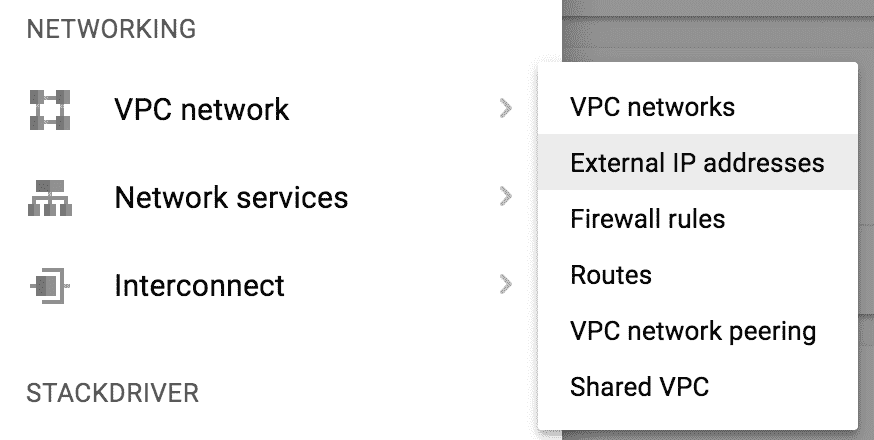 NETWORKING
VPC network
Network services
Interconnect
STACKDRIVER
VPC networks
External IP addresses
Firewall rules
Routes
VPC network peering
Shared VPC